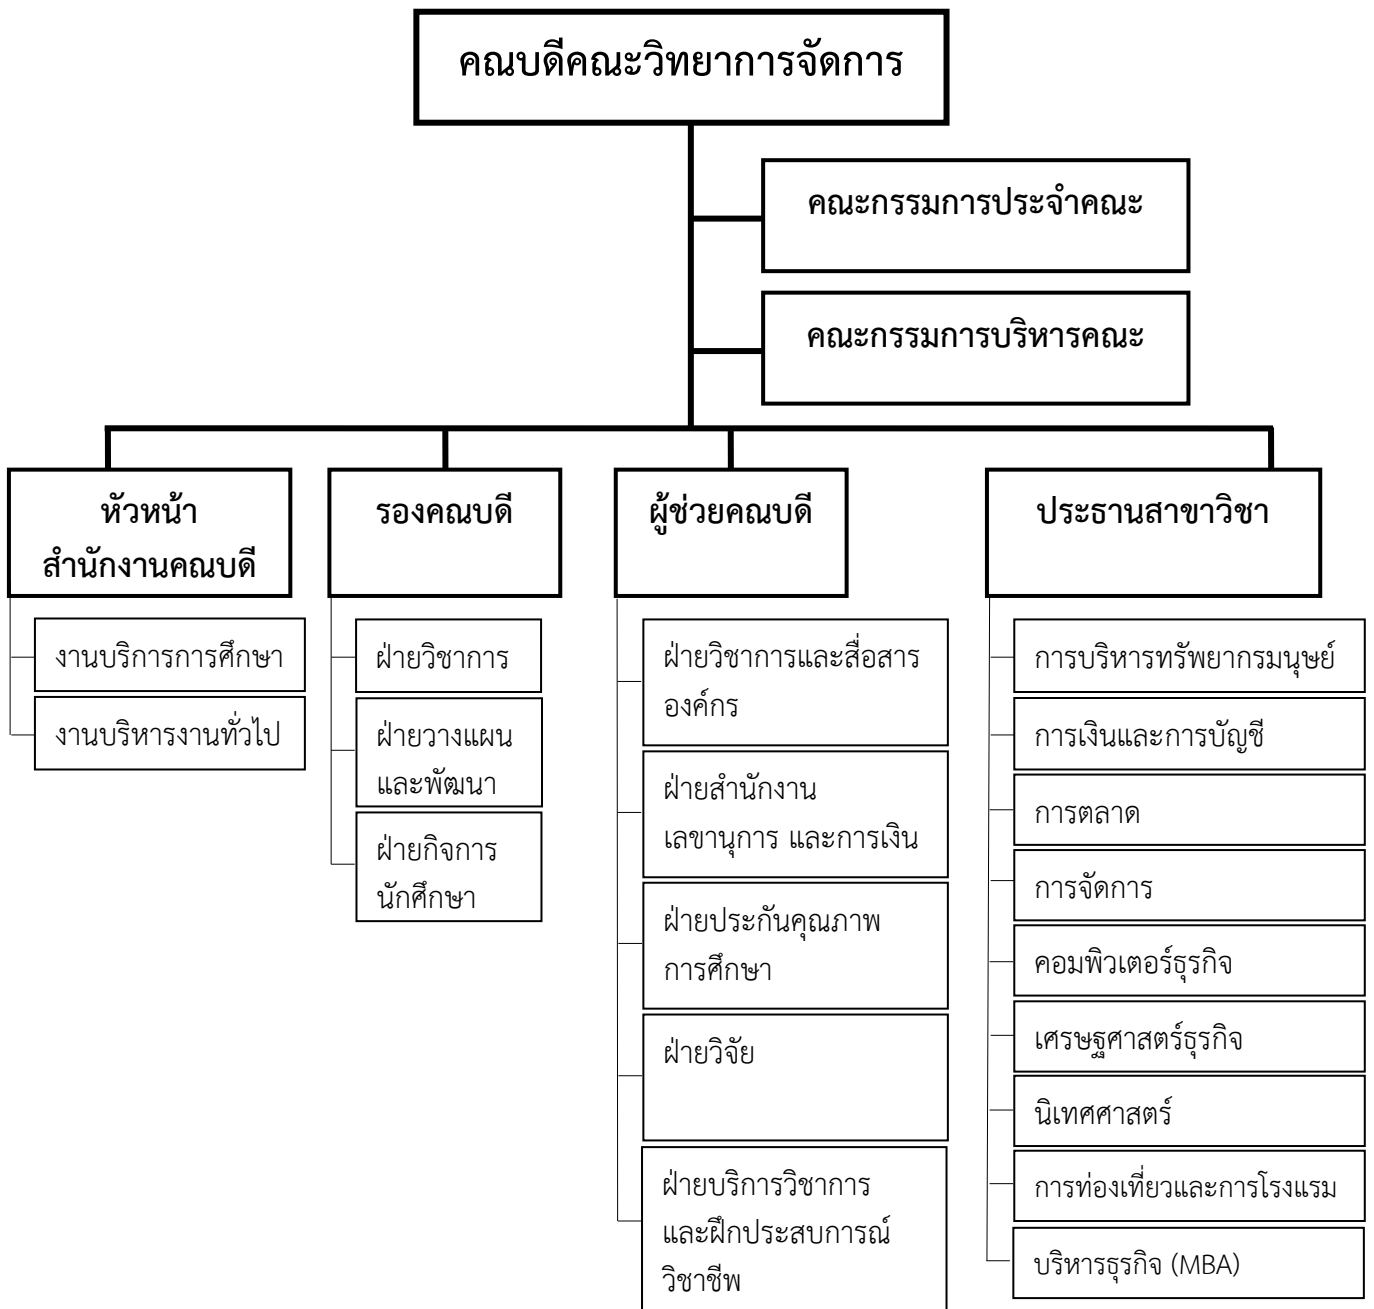 คณบดีคณะวิทยาการจัดการ
คณะกรรมการประจำคณะ
คณะกรรมการบริหารคณะ
หัวหน้า
สำนักงานคณบดี
งานบริการการศึกษา
งานบริหารงานทั่วไป
รองคณบดี
ฝ่ายวิชาการ
ฝ่ายวางแผน
และพัฒนา
ฝ่ายกิจการ
นักศึกษา
ผู้ช่วยคณบดี
ฝ่ายวิชาการและสื่อสาร
องค์กร
ฝ่ายสำนักงาน
เลขานุการ และการเงิน
ฝ่ายประกันคุณภาพ
การศึกษา
ฝ่ายวิจัย
ฝ่ายบริการวิชาการ
และฝึกประสบการณ์
วิชาชีพ
ประธานสาขาวิชา
การบริหารทรัพยากรมนุษย์
การเงินและการบัญชี
การตลาด
การจัดการ
คอมพิวเตอร์ธุรกิจ
เศรษฐศาสตร์ธุรกิจ
นิเทศศาสตร์
การท่องเที่ยวและการโรงแรม
บริหารธุรกิจ (MBA)